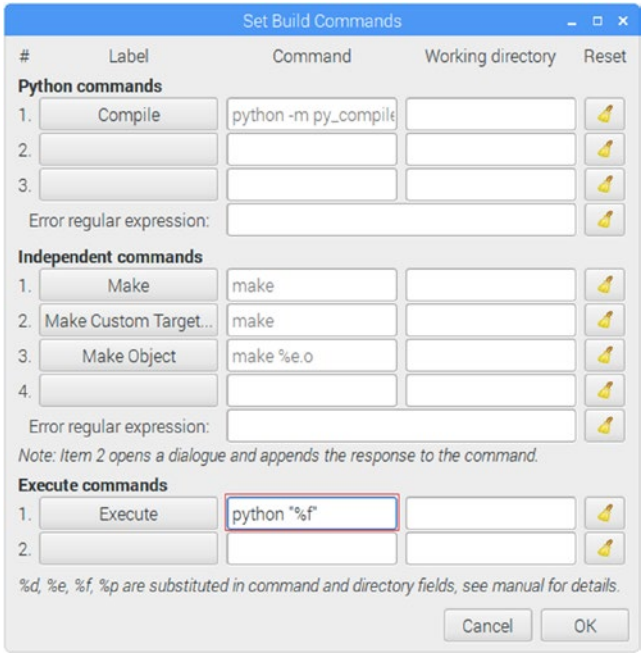 Set Build Commands
# Label Command Working directory Reset
Python commands
1. Compile python -m py_compile
2.
3.
Error regular expression:
Independent commands
1. Make make
2. Make Custom Target... make
3. Make Object make %e.o
4.
Error regular expression:
Note: Item 2 opens a dialogue and appends the response to the command.
Execute commands
1. Execute python "%f"
2.
%d, %e, %f, %p are substituted in command and directory fields, see manual for details.
Cancel OK